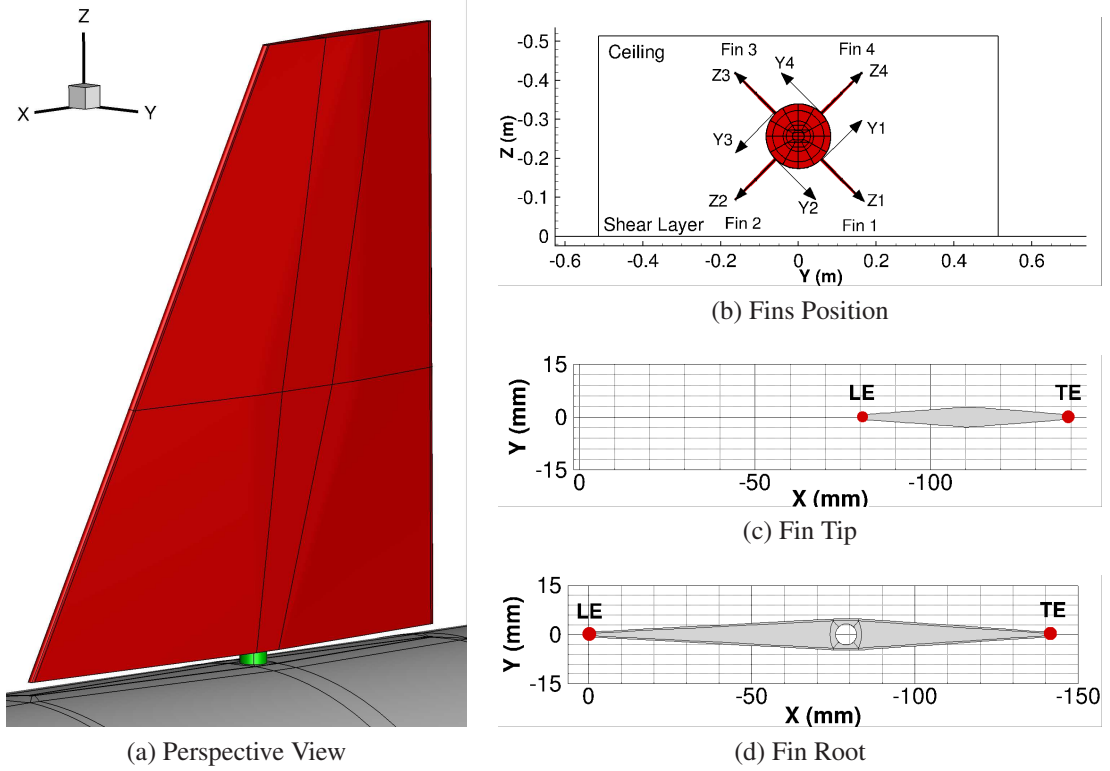 Z
X
Y
(a) Perspective View
Z (m)
-0.5
-0.4
-0.3
-0.2
-0.1
0
Ceiling
Fin 3
Fin 4
Z3
Y4
Z4
Y3
Y1
Z2
Y2
Z1
Shear Layer
Fin 2
Fin 1
-0.6
-0.4
-0.2
0
0.2
0.4
0.6
Y (m)
(b) Fins Position
Y (mm)
15
0
-15
LE
TE
0
-50
-100
X (mm)
(c) Fin Tip
Y (mm)
15
0
-15
LE
TE
0
-50
-100
-150
X (mm)
(d) Fin Root